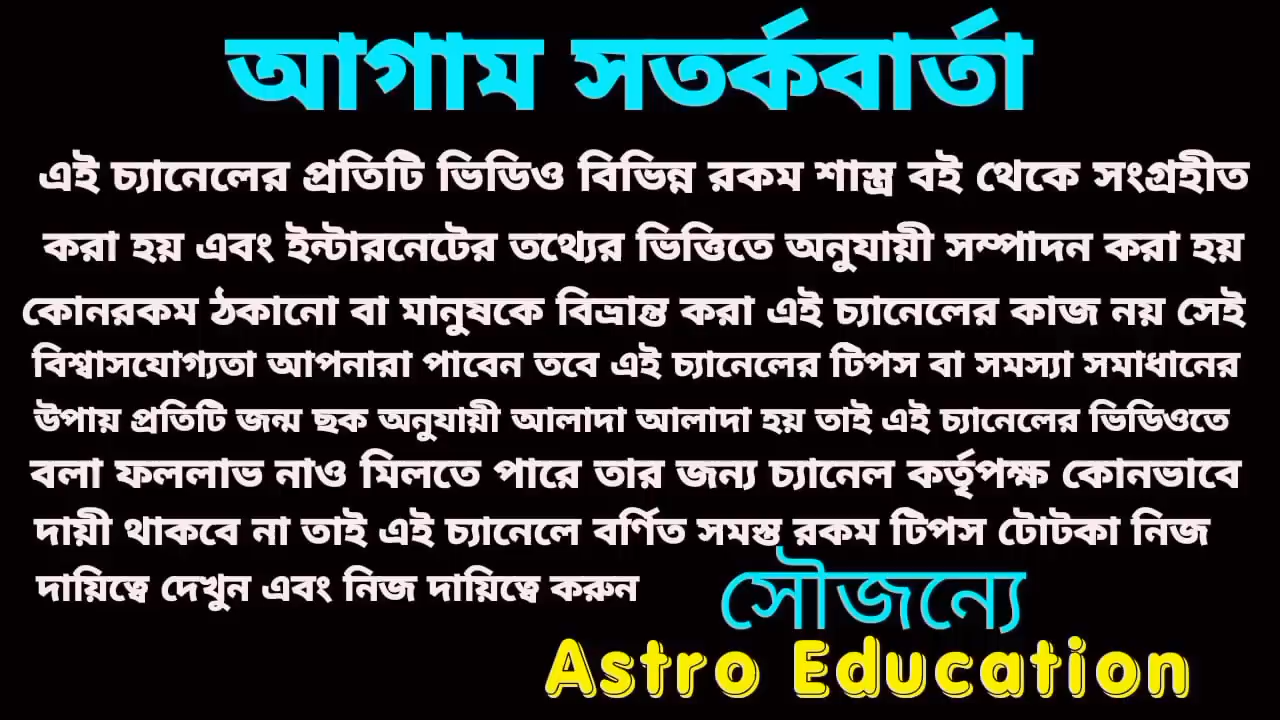 আগাম সতর্কবার্তা
এই চ্যানেলের প্রতিটি ভিডিও বিভিন্ন রকম শাস্ত্র বই থেকে সংগ্রহীত
করা হয় এবং ইন্টারনেটের তথ্যের ভিত্তিতে অনুযায়ী সম্পাদন করা হয়
কোনরকম ঠকানো বা মানুষকে বিভ্রান্ত করা এই চ্যানেলের কাজ নয় সেই
বিশ্বাসযোগ্যতা আপনারা পাবেন তবে এই চ্যানেলের টিপস বা সমস্যা সমাধানের
উপায় প্রতিটি জন্ম ছক অনুযায়ী আলাদা আলাদা হয় তাই এই চ্যানেলের ভিডিওতে
বলা ফললাভ নাও মিলতে পারে তার জন্য চ্যানেল কর্তৃপক্ষ কোনভাবে
দায়ী থাকবে না তাই এই চ্যানেলে বর্ণিত সমস্ত রকম টিপস টোটকা নিজ
দায়িত্বে দেখুন এবং নিজ দায়িত্বে করুন
সৌজন্যে
Astro Education